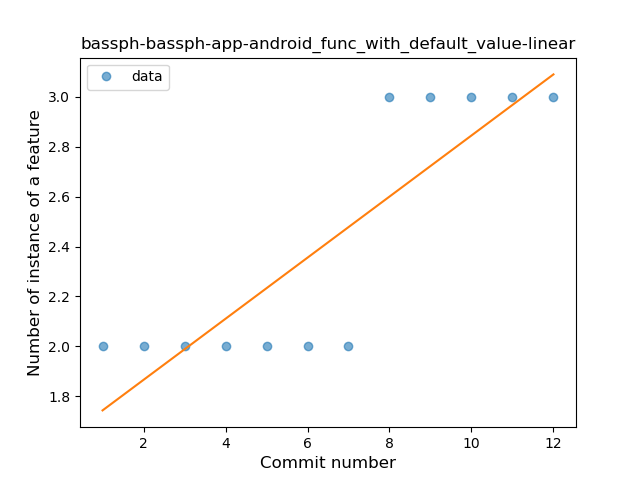 bassph-bassph-app-android_func_with_default_value-linear
data
Number of instance of a feature
3.0
2.8
2.6
2.4
2.2
2.0
1.8
2 4 6 8 10 12
Commit number